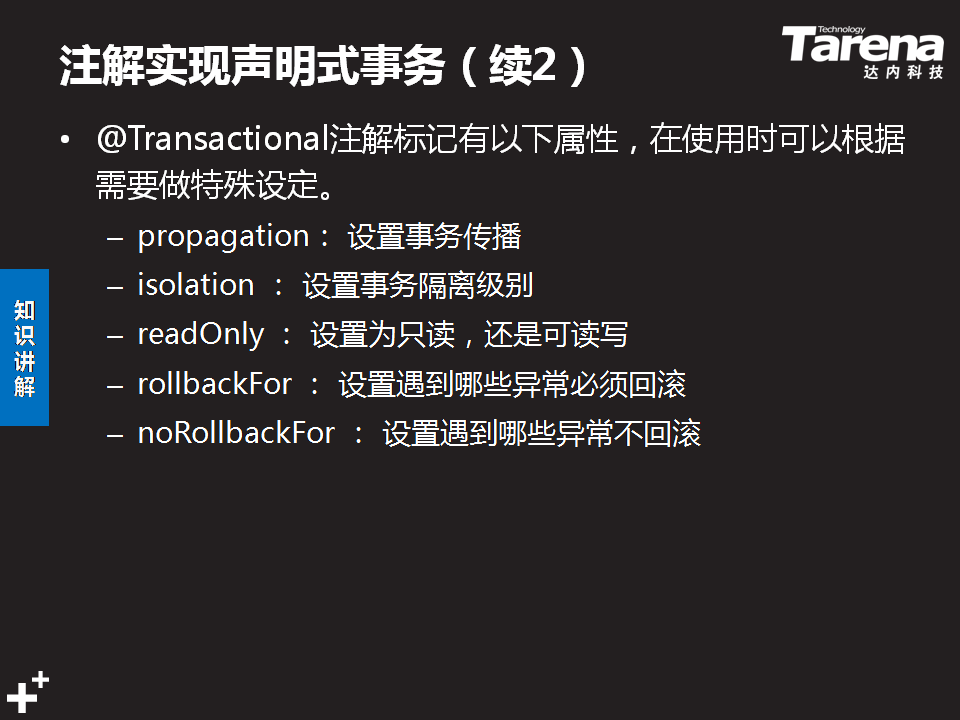 注解实现声明式事务（续2）
Technology
Tarena
达内科技
• @Transactional注解标记有以下属性，在使用时可以根据
需要做特殊设定。
– propagation： 设置事务传播
– isolation ： 设置事务隔离级别
– readOnly ： 设置为只读，还是可读写
– rollbackFor ： 设置遇到哪些异常必须回滚
– noRollbackFor ： 设置遇到哪些异常不回滚
知
识
讲
解